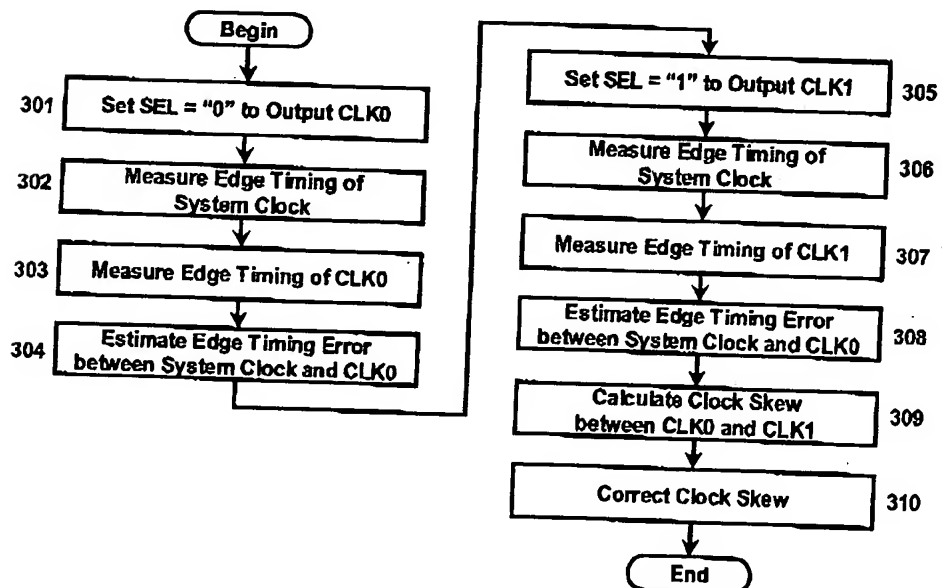 Begin
301
Set SEL = "0" to Output CLK0
302
Measure Edge Timing of
System Clock
303
Measure Edge Timing of CLK0
304
Estimate Edge Timing Error
between System Clock and CLK0
Set SEL = "1" to Output CLK1
305
Measure Edge Timing of
System Clock
306
Measure Edge Timing of CLK1
307
Estimate Edge Timing Error
between System Clock and CLK0
308
Calculate Clock Skew
between CLK0 and CLK1
309
Correct Clock Skew
310
End